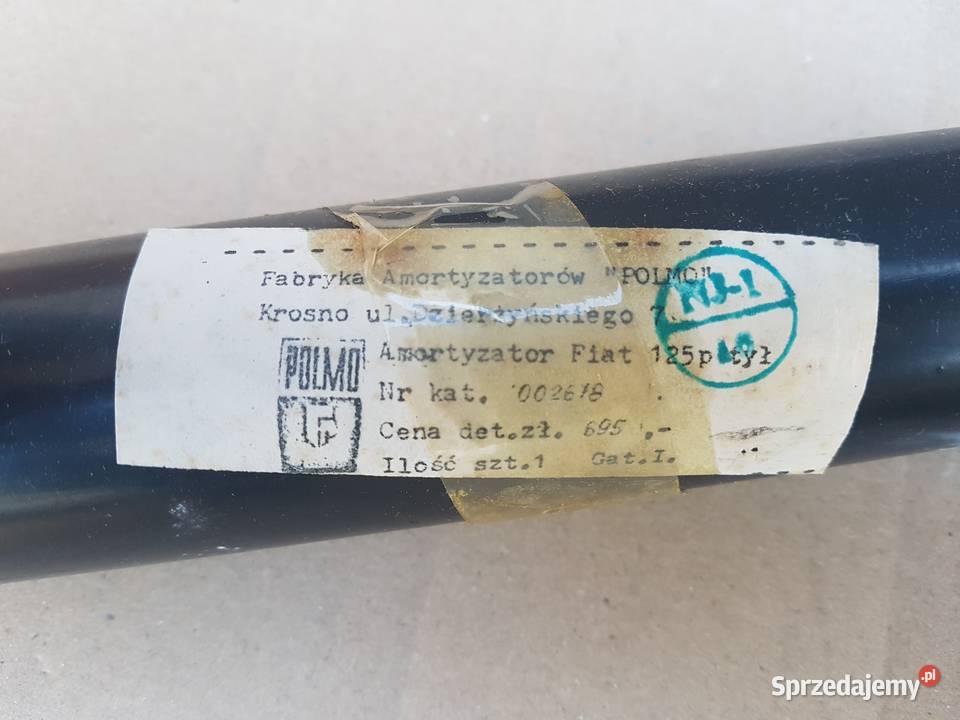 Fabryka Amortyzatorów "POLMO"
Krosno ul.Dzierżyńskiego 7
Amortyzator Fiat 125p tył
POLMO
Nr kat. 002618
Cena det.zł. 695,-
Ilość szt.1 Gat.I.
Sprzedajemy.pl